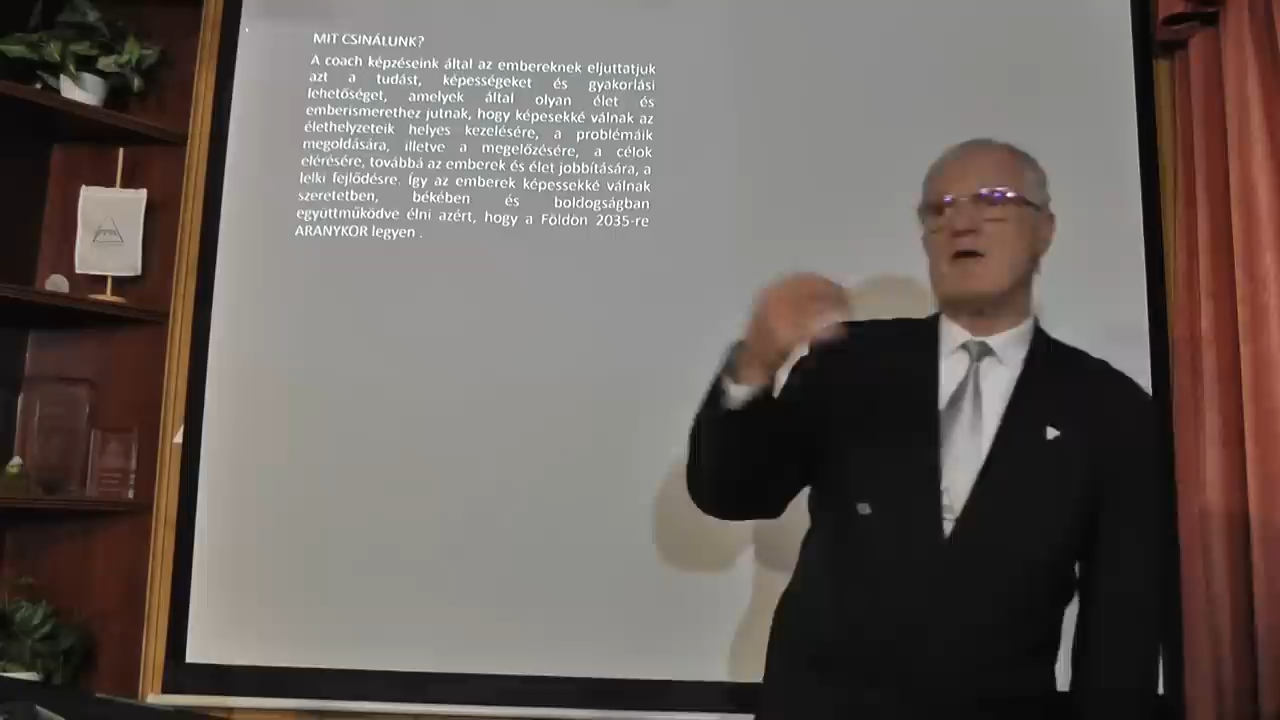 MIT CSINÁLUNK?
A coach képzéseink által az embereknek eljuttatjuk
azt a tudást, képességeket és gyakorlási
lehetőséget, amelyek által olyan élet és
emberismerethez jutnak, hogy képesekké válnak az
élethelyzeteik helyes kezelésére, a problémáik
megoldására, illetve a megelőzésére, a célok
elérésére, továbbá az emberek és élet jobbítására, a
lelki fejlődésre. Így az emberek képessekké válnak
szeretetben, békében és boldogságban
együttműködve élni azért, hogy a Földön 2035-re
ARANYKOR legyen .